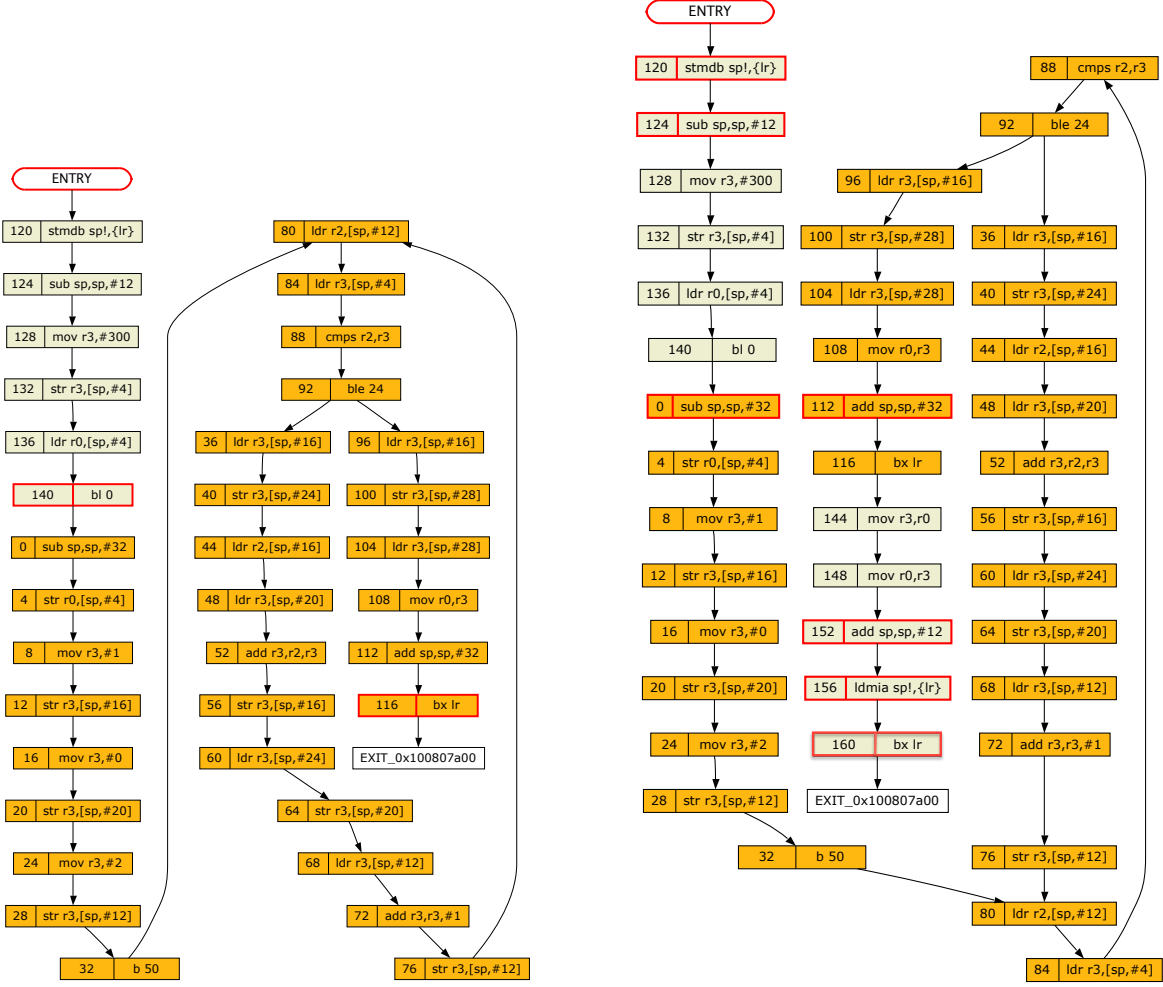 ENTRY
120 stmdb sp!,{lr}
124 sub sp,sp,#12
128 mov r3,#300
132 str r3,[sp,#4]
136 ldr r0,[sp,#4]
140 bl 0
0 sub sp,sp,#32
4 str r0,[sp,#4]
8 mov r3,#1
12 str r3,[sp,#16]
16 mov r3,#0
20 str r3,[sp,#20]
24 mov r3,#2
28 str r3,[sp,#12]
32 b 50
80 ldr r2,[sp,#12]
84 ldr r3,[sp,#4]
88 cmps r2,r3
92 ble 24
36 ldr r3,[sp,#16]
40 str r3,[sp,#24]
44 ldr r2,[sp,#16]
48 ldr r3,[sp,#20]
52 add r3,r2,r3
56 str r3,[sp,#16]
60 ldr r3,[sp,#24]
64 str r3,[sp,#20]
68 ldr r3,[sp,#12]
72 add r3,r3,#1
76 str r3,[sp,#12]
96 ldr r3,[sp,#16]
100 str r3,[sp,#28]
104 ldr r3,[sp,#28]
108 mov r0,r3
112 add sp,sp,#32
116 bx lr
EXIT_0x100807a00
ENTRY
120 stmdb sp!,{lr}
124 sub sp,sp,#12
128 mov r3,#300
132 str r3,[sp,#4]
136 ldr r0,[sp,#4]
140 bl 0
0 sub sp,sp,#32
4 str r0,[sp,#4]
8 mov r3,#1
12 str r3,[sp,#16]
16 mov r3,#0
20 str r3,[sp,#20]
24 mov r3,#2
28 str r3,[sp,#12]
32 b 50
88 cmps r2,r3
92 ble 24
96 ldr r3,[sp,#16]
100 str r3,[sp,#28]
104 ldr r3,[sp,#28]
108 mov r0,r3
112 add sp,sp,#32
116 bx lr
144 mov r3,r0
148 mov r0,r3
152 add sp,sp,#12
156 ldmia sp!,{lr}
160 bx lr
EXIT_0x100807a00
36 ldr r3,[sp,#16]
40 str r3,[sp,#24]
44 ldr r2,[sp,#16]
48 ldr r3,[sp,#20]
52 add r3,r2,r3
56 str r3,[sp,#16]
60 ldr r3,[sp,#24]
64 str r3,[sp,#20]
68 ldr r3,[sp,#12]
72 add r3,r3,#1
76 str r3,[sp,#12]
80 ldr r2,[sp,#12]
84 ldr r3,[sp,#4]